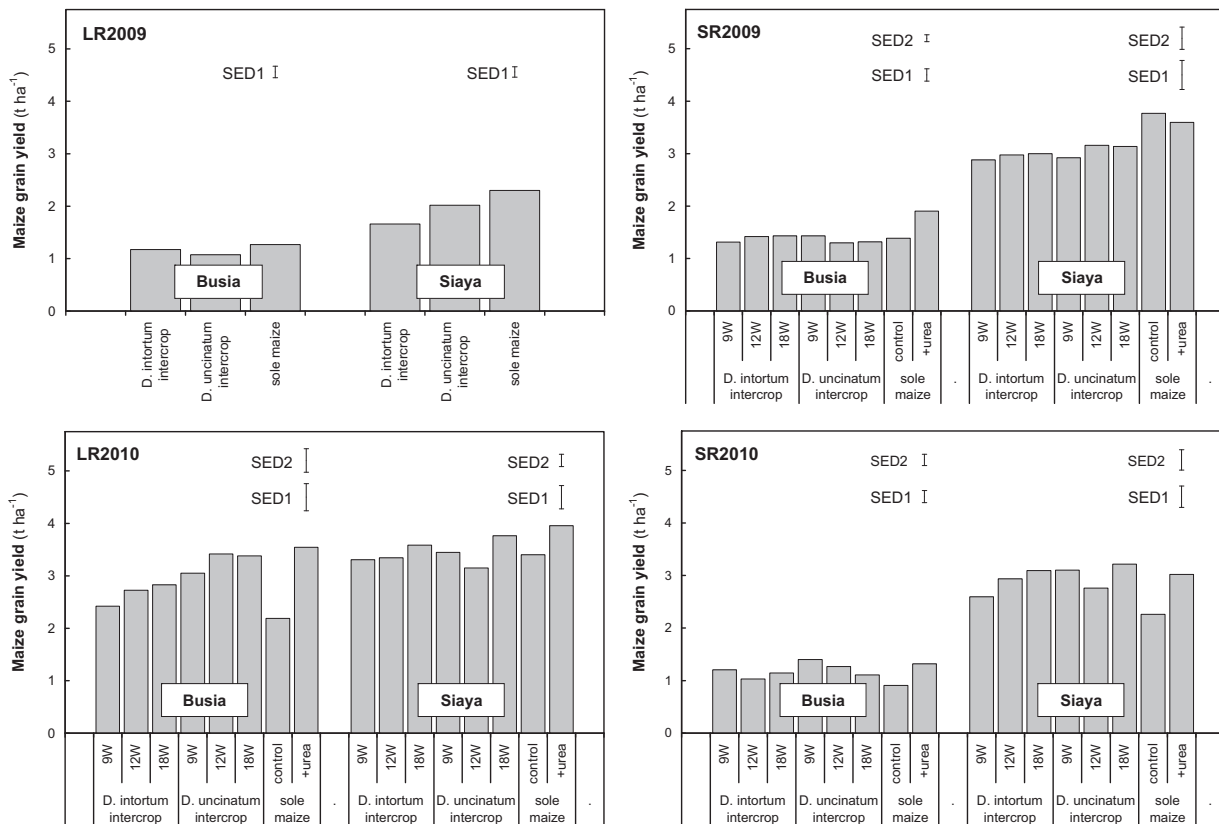 LR2009
Maize grain yield (t ha⁻¹)
5
4
3
2
1
0
SED1
SED1
Busia
Siaya
D. intortum
intercrop
D. uncinatum
intercrop
sole maize
D. intortum
intercrop
D. uncinatum
intercrop
sole maize
SR2009
Maize grain yield (t ha⁻¹)
5
4
3
2
1
0
SED2
SED1
SED2
SED1
Busia
Siaya
9W 12W 18W 9W 12W 18W control +urea 9W 12W 18W 9W 12W 18W control +urea
D. intortum D. uncinatum sole . D. intortum D. uncinatum sole .
intercrop intercrop maize intercrop intercrop maize
LR2010
Maize grain yield (t ha⁻¹)
5
4
3
2
1
0
SED2
SED1
SED2
SED1
Busia
Siaya
9W 12W 18W 9W 12W 18W control +urea 9W 12W 18W 9W 12W 18W control +urea
D. intortum D. uncinatum sole . D. intortum D. uncinatum sole .
intercrop intercrop maize intercrop intercrop maize
SR2010
Maize grain yield (t ha⁻¹)
5
4
3
2
1
0
SED2
SED1
SED2
SED1
Busia
Siaya
9W 12W 18W 9W 12W 18W control +urea 9W 12W 18W 9W 12W 18W control +urea
D. intortum D. uncinatum sole . D. intortum D. uncinatum sole .
intercrop intercrop maize intercrop intercrop maize